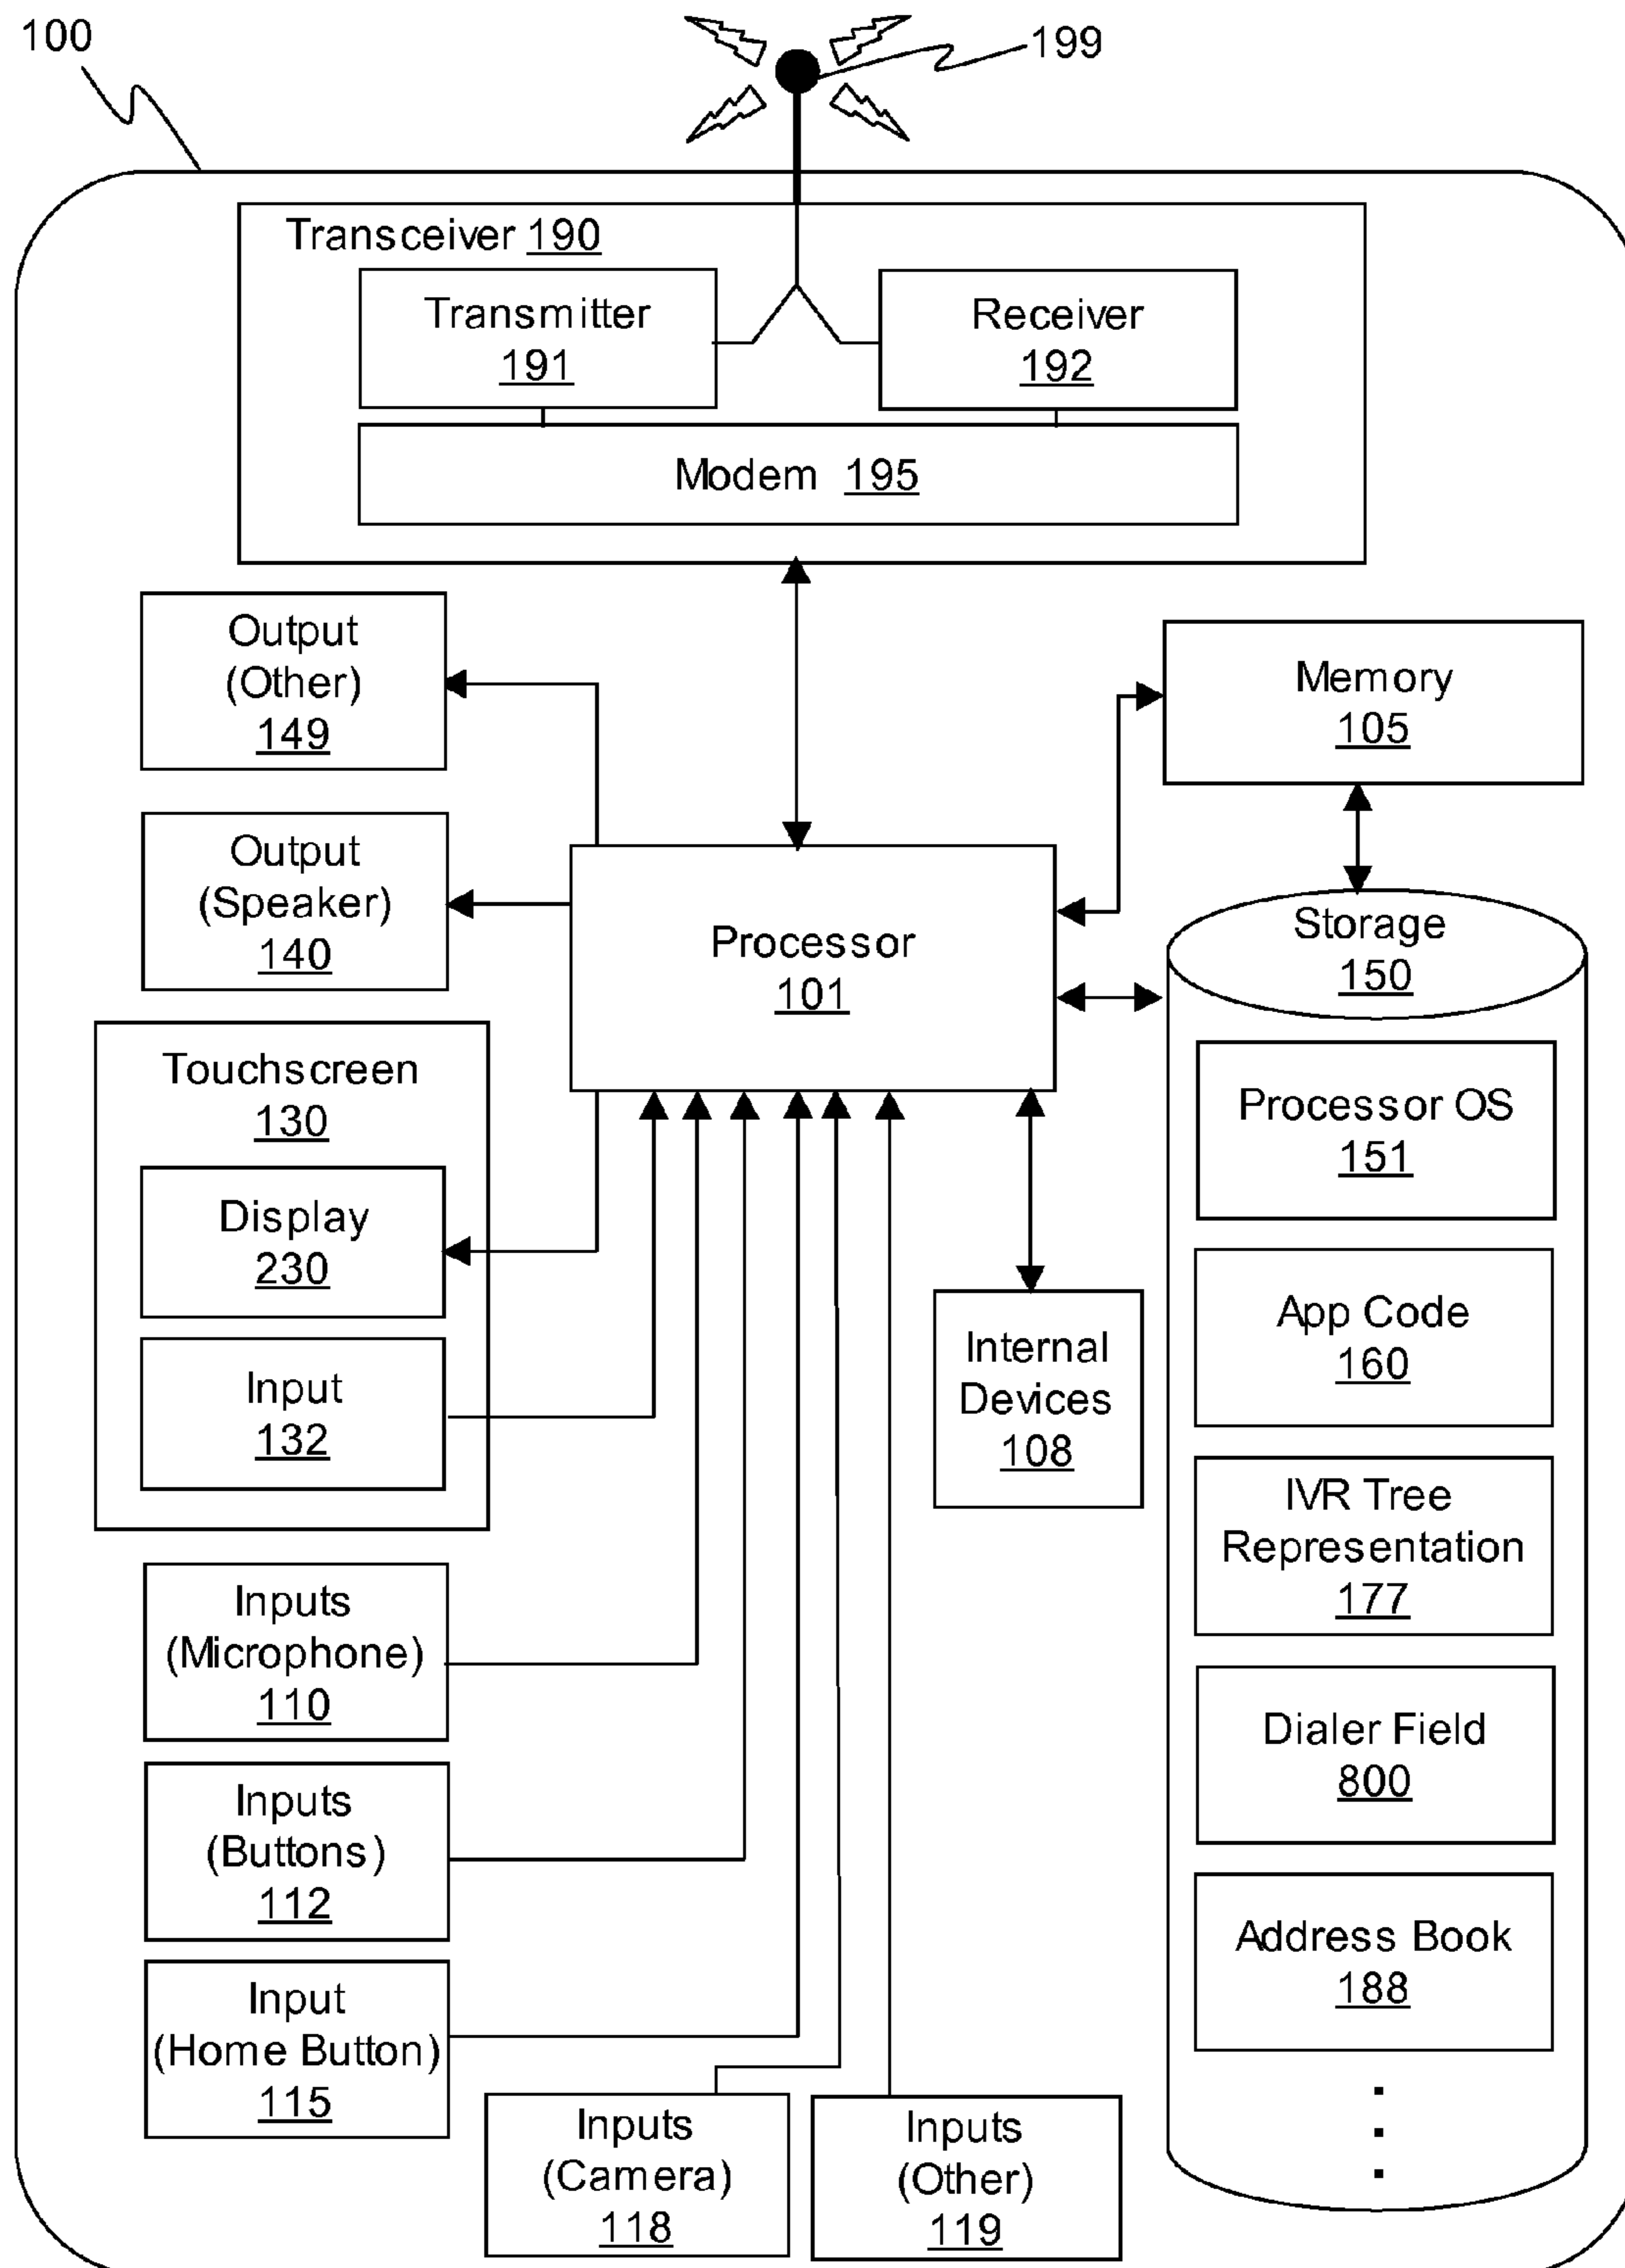 100
199
Transceiver 190
Transmitter
191
Receiver
192
Modem 195
Output
(Other)
149
Memory
105
Output
(Speaker)
140
Processor
101
Storage
150
Touchscreen
130
Display
230
Input
132
Processor OS
151
App Code
160
Internal
Devices
108
IVR Tree
Representation
177
Inputs
(Microphone)
110
Dialer Field
800
Inputs
(Buttons)
112
Address Book
188
Input
(Home Button)
115
Inputs
(Camera)
118
Inputs
(Other)
119